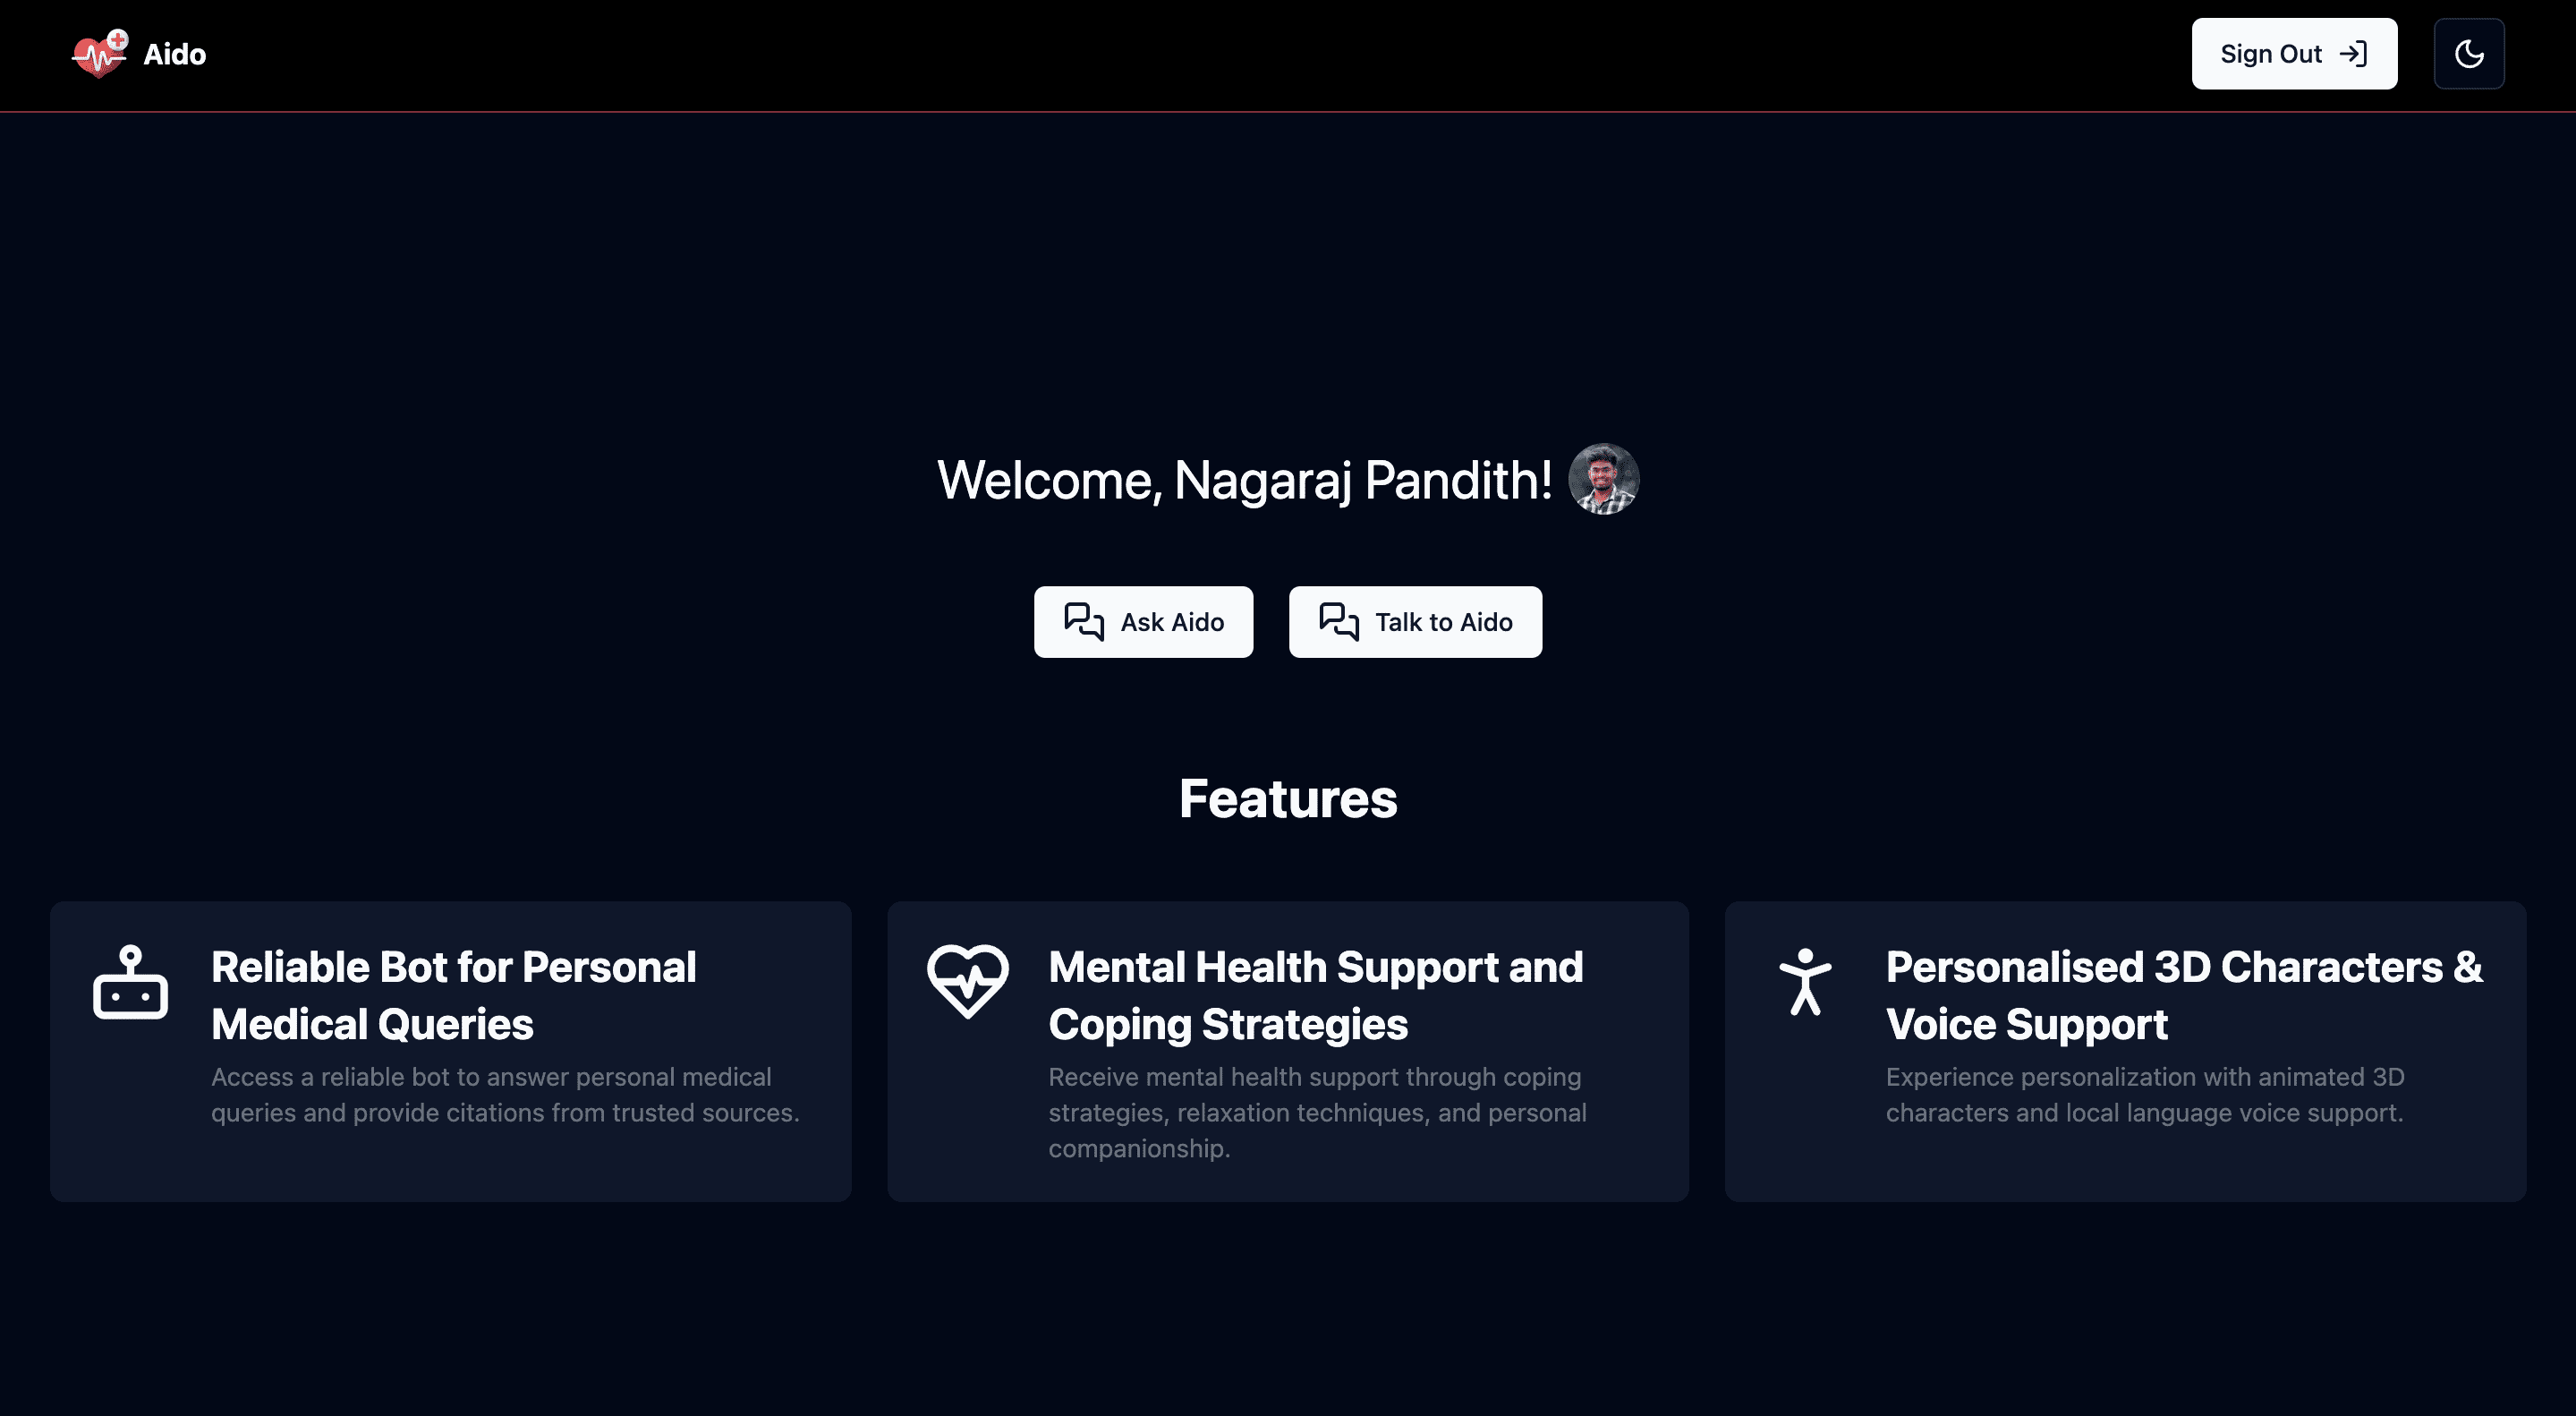 Aido
Sign Out
Welcome, Nagaraj Pandith!
Ask Aido
Talk to Aido
Features
Reliable Bot for Personal
Medical Queries
Access a reliable bot to answer personal medical
queries and provide citations from trusted sources.
Mental Health Support and
Coping Strategies
Receive mental health support through coping
strategies, relaxation techniques, and personal
companionship.
Personalised 3D Characters &
Voice Support
Experience personalization with animated 3D
characters and local language voice support.